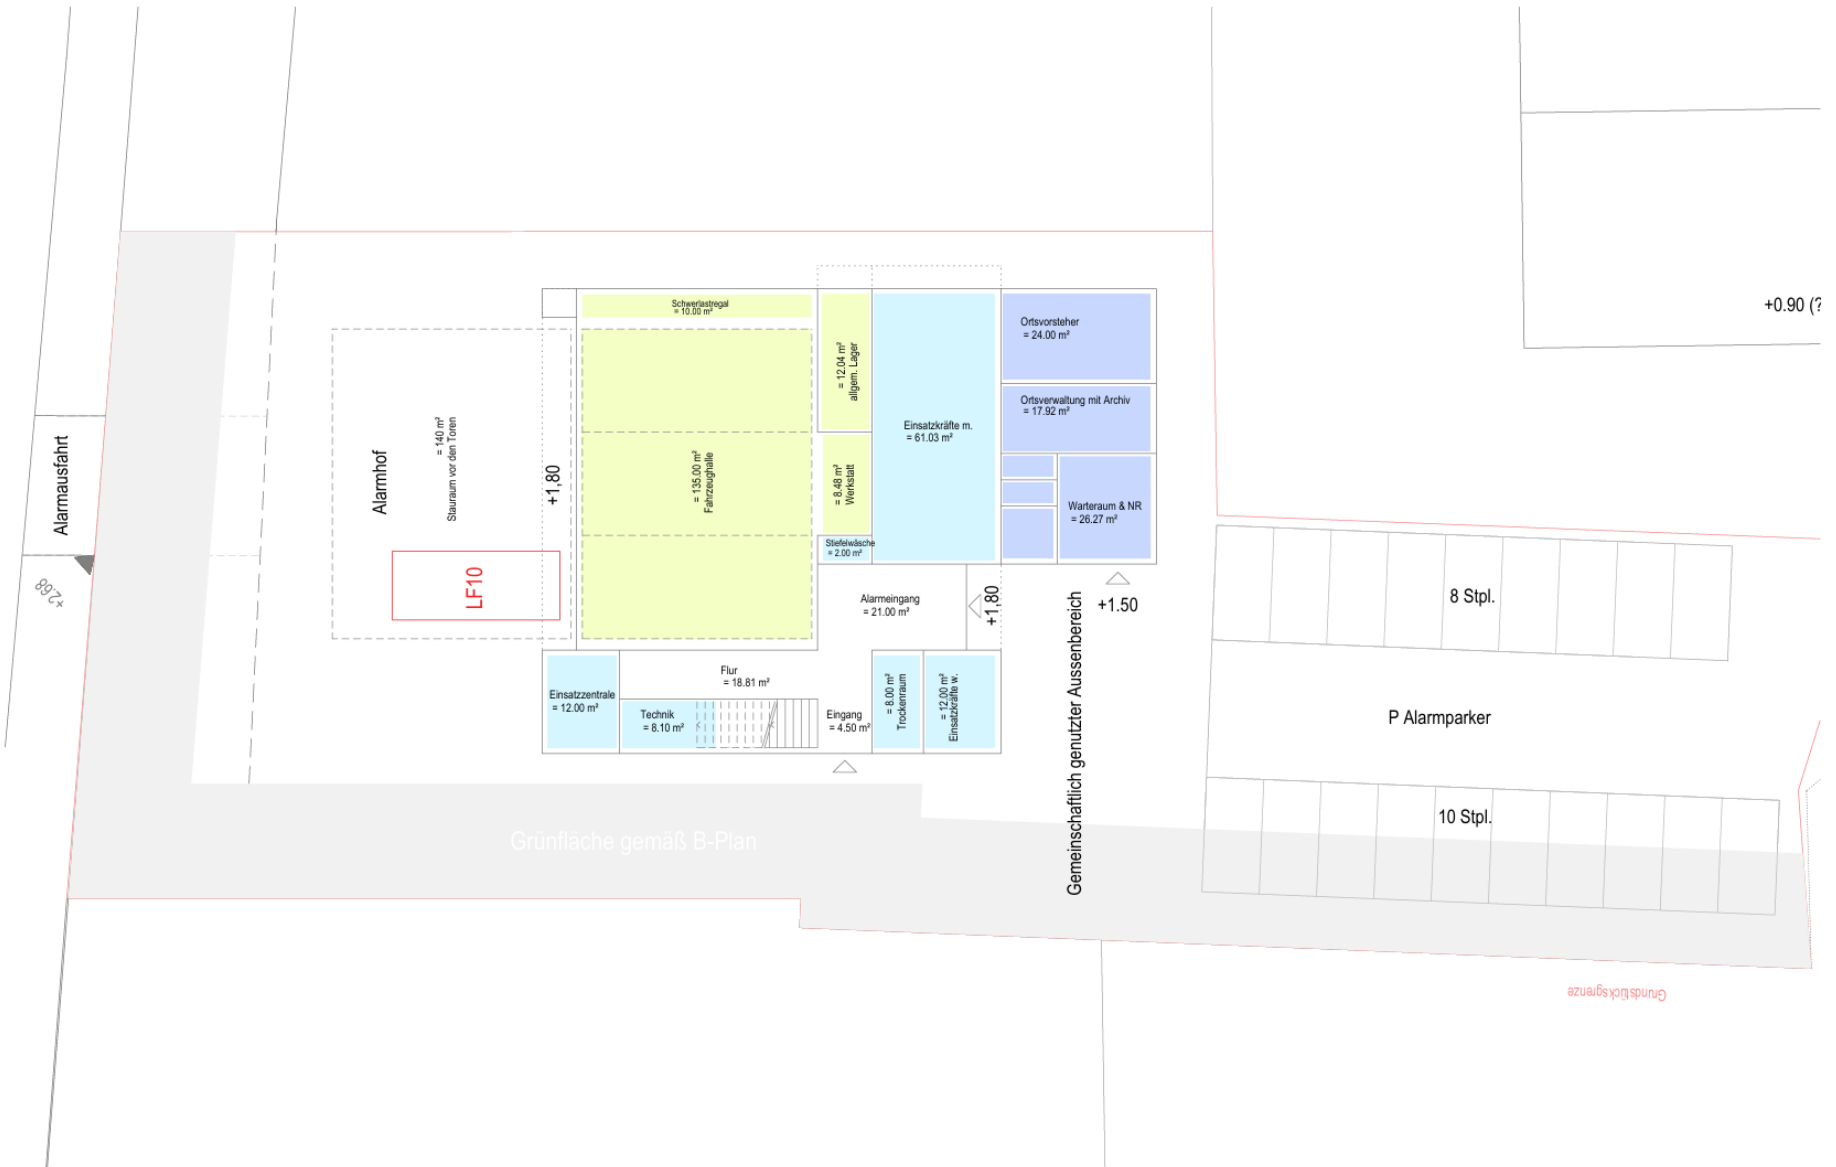 +0.90 (?
Schwerlastregal
= 10.00 m²
Ortsvorsteher
= 24.00 m²
= 12.04 m²
allgem. Lager
Ortsverwaltung mit Archiv
= 17.92 m²
Einsatzkräfte m.
= 61.03 m²
Alarmausfahrt
Alarmhof
= 140 m²
Stauraum vor den Toren
+1,80
= 135.00 m²
Fahrzeughalle
= 8.48 m²
Werkstatt
Warteraum & NR
= 26.27 m²
Stiefelwäsche
= 2.00 m²
+2.68
LF10
Alarmeingang
= 21.00 m²
+1,80
Gemeinschaftlich genutzter Aussenbereich
+1.50
8 Stpl.
Flur
= 18.81 m²
Einsatzzentrale
= 12.00 m²
Technik
= 8.10 m²
Eingang
= 4.50 m²
= 8.00 m²
Trockenraum
= 12.00 m²
Einsatzkräfte w.
P Alarmparker
10 Stpl.
Grünfläche gemäß B-Plan
Grundstücksgrenze